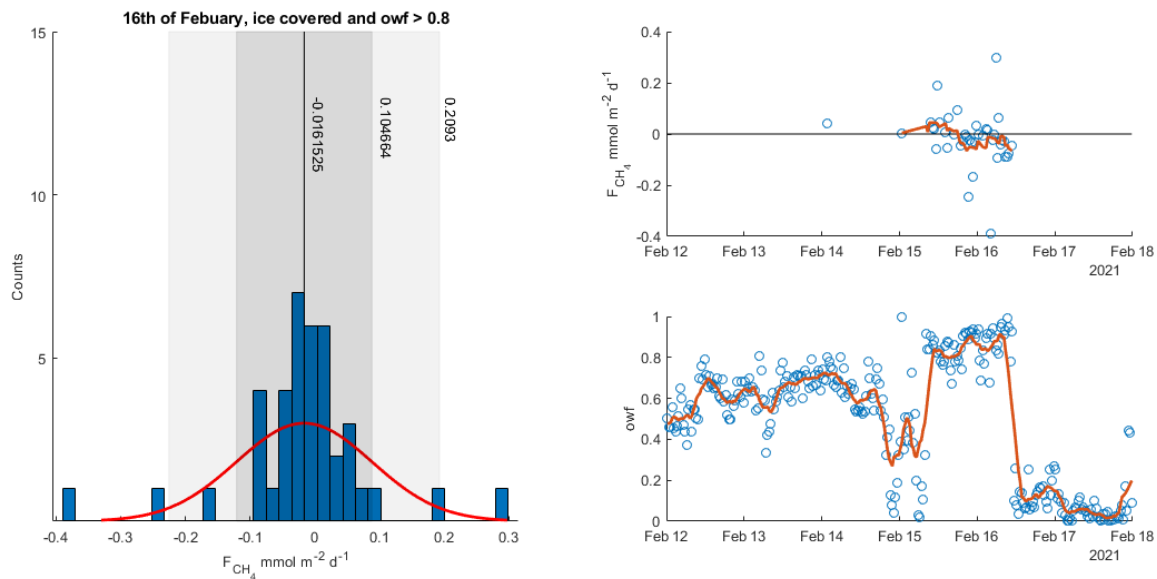 16th of Febuary, ice covered and owf > 0.8
15
10
5
Counts
-0.0161525
0.104664
0.2093
-0.4
-0.3
-0.2
-0.1
0
0.1
0.2
0.3
F_CH4 mmol m^-2 d^-1
0.4
0.2
0
-0.2
-0.4
F_CH4 mmol m^-2 d^-1
Feb 12
Feb 13
Feb 14
Feb 15
Feb 16
Feb 17
Feb 18
2021
1
0.8
0.6
0.4
0.2
0
owf
Feb 12
Feb 13
Feb 14
Feb 15
Feb 16
Feb 17
Feb 18
2021